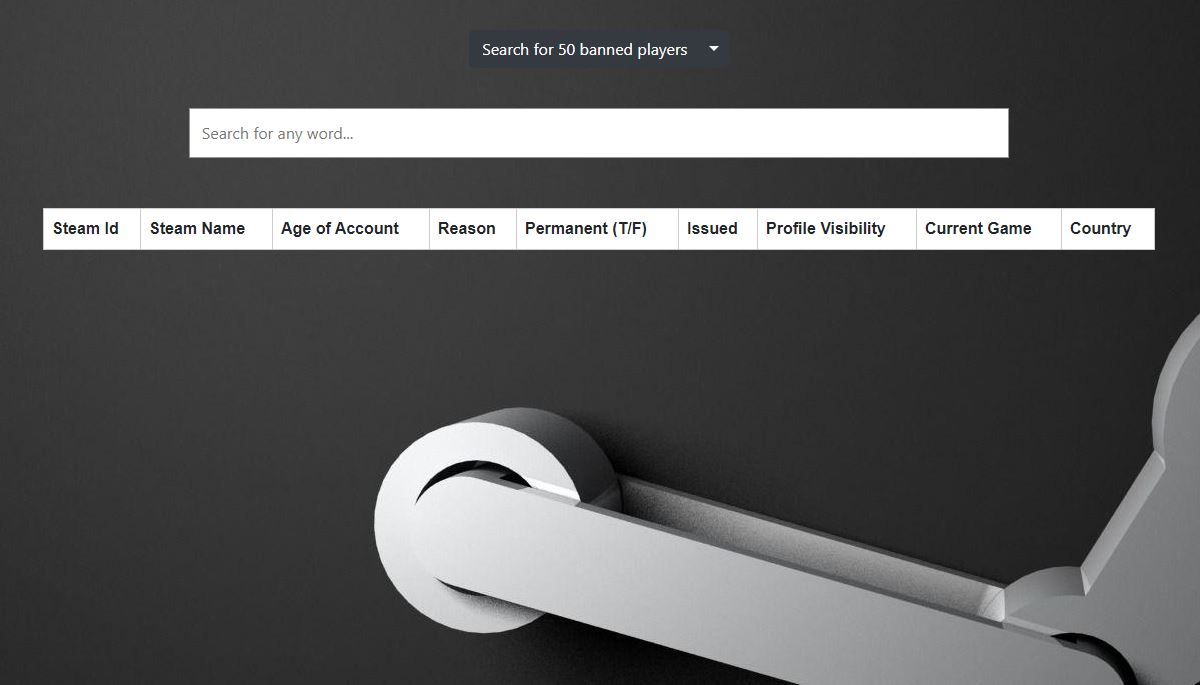 Search for 50 banned players
Search for any word...
Steam Id Steam Name Age of Account Reason Permanent (T/F) Issued Profile Visibility Current Game Country